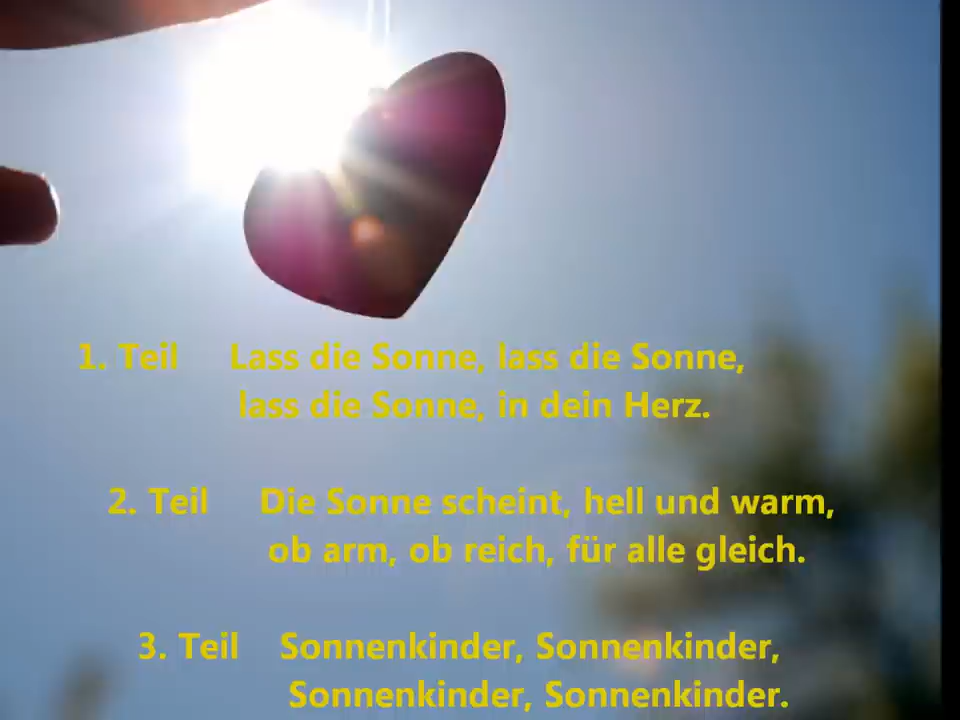 1. Teil Lass die Sonne, lass die Sonne,
lass die Sonne, in dein Herz.
2. Teil Die Sonne scheint, hell und warm,
ob arm, ob reich, für alle gleich.
3. Teil Sonnenkinder, Sonnenkinder,
Sonnenkinder, Sonnenkinder.